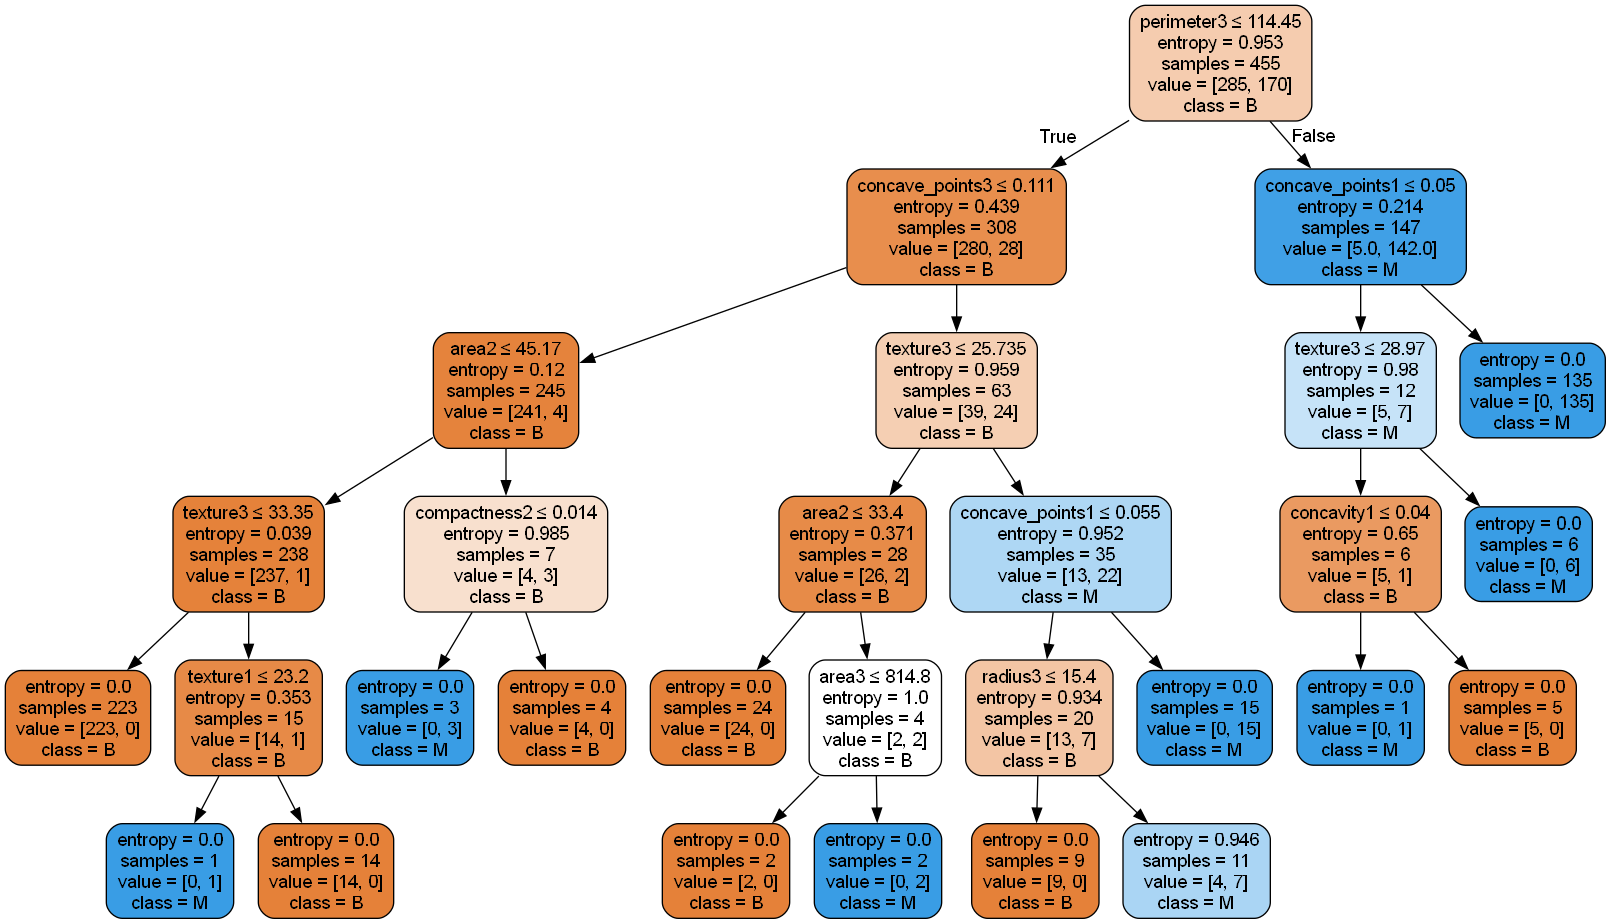 perimeter3 ≤ 114.45
entropy = 0.953
samples = 455
value = [285, 170]
class = B
True
False
concave_points3 ≤ 0.111
entropy = 0.439
samples = 308
value = [280, 28]
class = B
concave_points1 ≤ 0.05
entropy = 0.214
samples = 147
value = [5.0, 142.0]
class = M
area2 ≤ 45.17
entropy = 0.12
samples = 245
value = [241, 4]
class = B
texture3 ≤ 25.735
entropy = 0.959
samples = 63
value = [39, 24]
class = B
texture3 ≤ 28.97
entropy = 0.98
samples = 12
value = [5, 7]
class = M
entropy = 0.0
samples = 135
value = [0, 135]
class = M
texture3 ≤ 33.35
entropy = 0.039
samples = 238
value = [237, 1]
class = B
compactness2 ≤ 0.014
entropy = 0.985
samples = 7
value = [4, 3]
class = B
area2 ≤ 33.4
entropy = 0.371
samples = 28
value = [26, 2]
class = B
concave_points1 ≤ 0.055
entropy = 0.952
samples = 35
value = [13, 22]
class = M
concavity1 ≤ 0.04
entropy = 0.65
samples = 6
value = [5, 1]
class = B
entropy = 0.0
samples = 6
value = [0, 6]
class = M
entropy = 0.0
samples = 223
value = [223, 0]
class = B
texture1 ≤ 23.2
entropy = 0.353
samples = 15
value = [14, 1]
class = B
entropy = 0.0
samples = 3
value = [0, 3]
class = M
entropy = 0.0
samples = 4
value = [4, 0]
class = B
entropy = 0.0
samples = 24
value = [24, 0]
class = B
area3 ≤ 814.8
entropy = 1.0
samples = 4
value = [2, 2]
class = B
radius3 ≤ 15.4
entropy = 0.934
samples = 20
value = [13, 7]
class = B
entropy = 0.0
samples = 15
value = [0, 15]
class = M
entropy = 0.0
samples = 1
value = [0, 1]
class = M
entropy = 0.0
samples = 5
value = [5, 0]
class = B
entropy = 0.0
samples = 1
value = [0, 1]
class = M
entropy = 0.0
samples = 14
value = [14, 0]
class = B
entropy = 0.0
samples = 2
value = [2, 0]
class = B
entropy = 0.0
samples = 2
value = [0, 2]
class = M
entropy = 0.0
samples = 9
value = [9, 0]
class = B
entropy = 0.946
samples = 11
value = [4, 7]
class = M